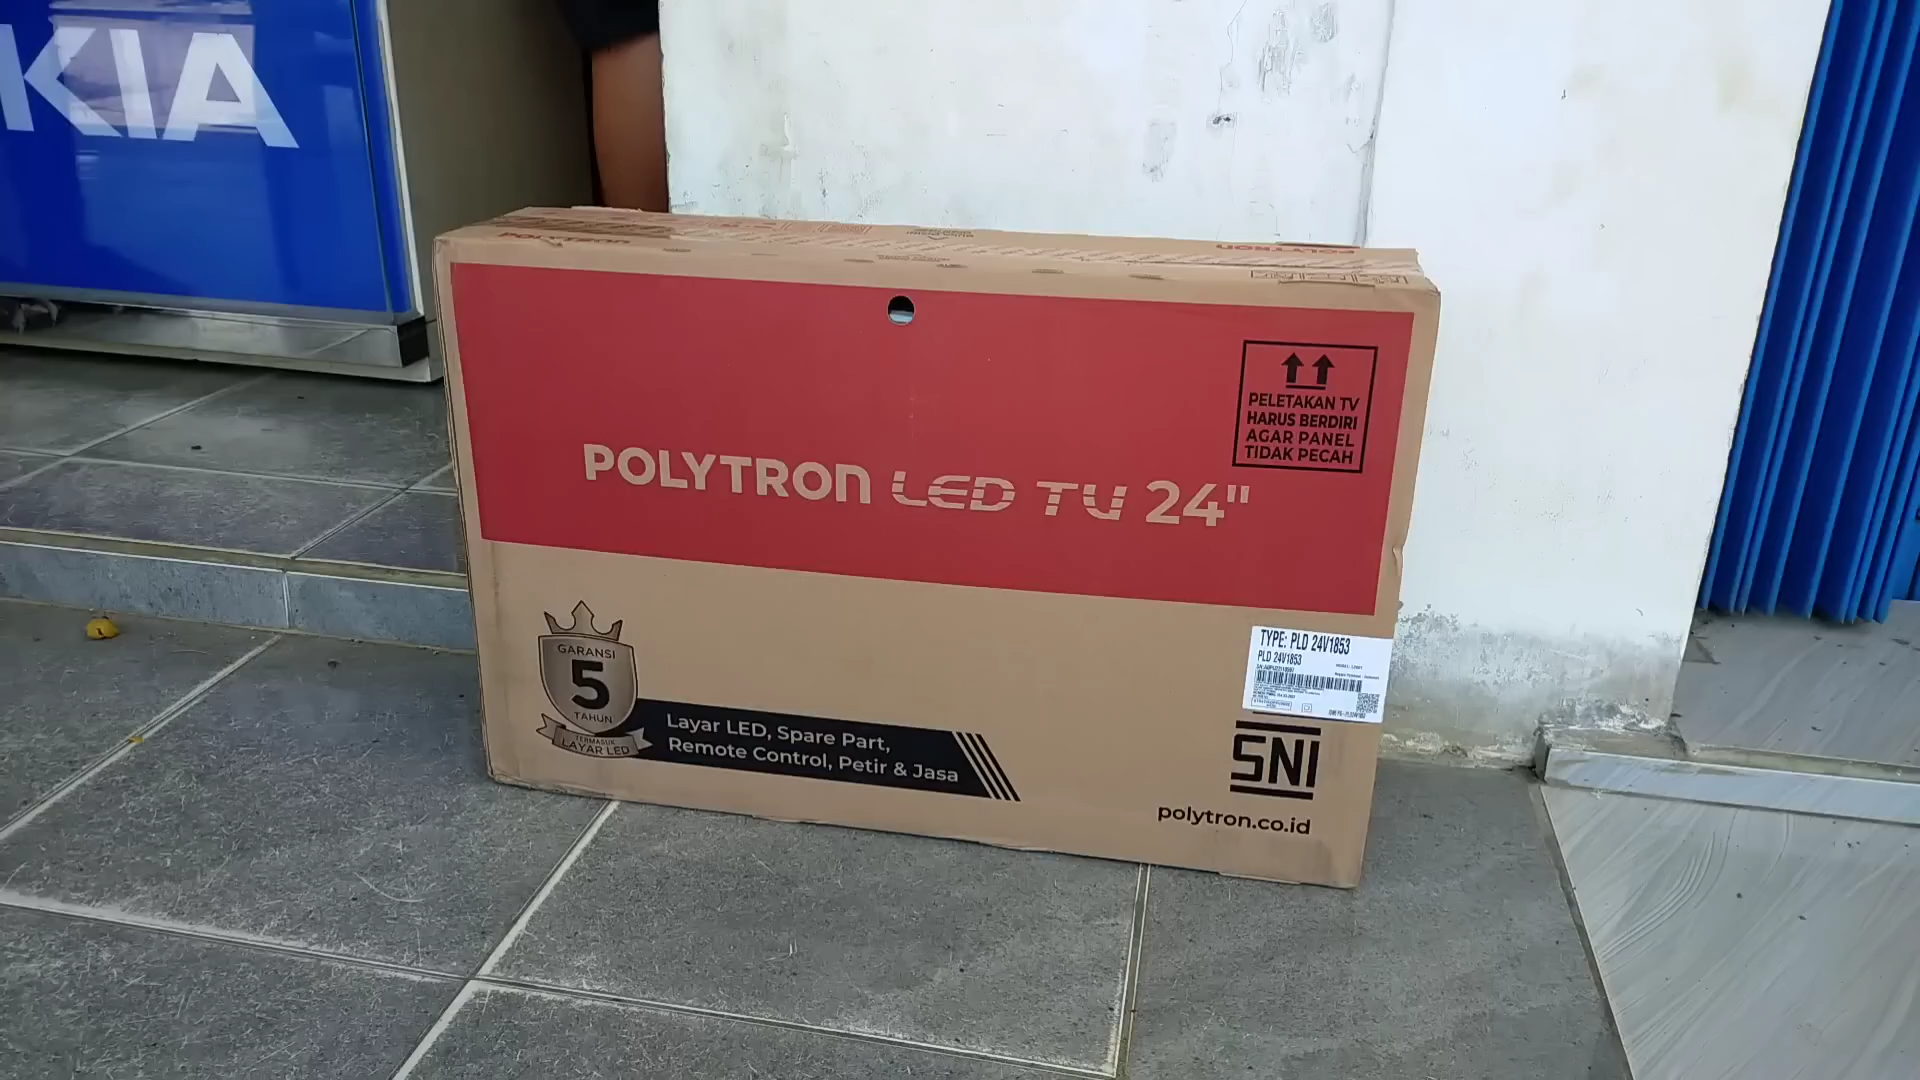 KIA
POLYTRON
POLYTRON
PELETAKAN TV
HARUS BERDIRI
AGAR PANEL
TIDAK PECAH
POLYTRON LED TV 24"
GARANSI
5
TAHUN
TERMASUK
LAYAR LED
Layar LED, Spare Part,
Remote Control, Petir & Jasa
TYPE: PLD 24V1853
PLD 24V1853
SNI
polytron.co.id